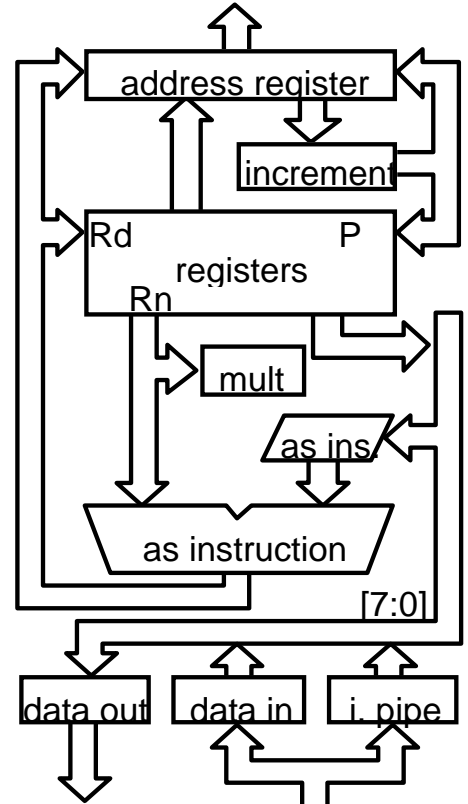 address register
increment
Rd
P
registers
Rn
mult
as ins.
as instruction
[7:0]
data out
data in
i. pipe